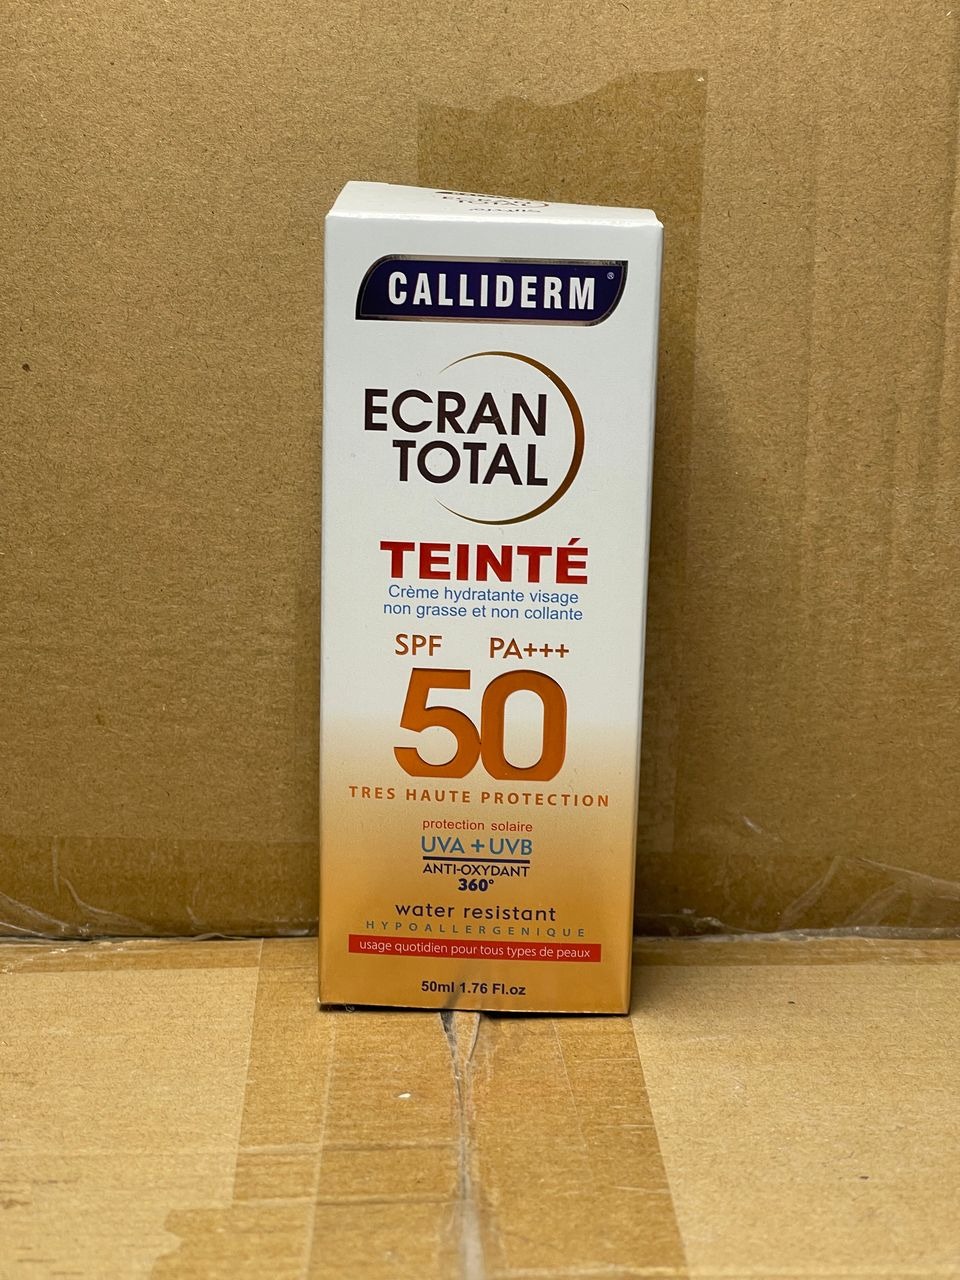 ECRAN
TOTAL
CALLIDERM®
ECRAN
TOTAL
TEINTÉ
Crème hydratante visage
non grasse et non collante
SPF PA+++
50
TRES HAUTE PROTECTION
protection solaire
UVA + UVB
ANTI-OXYDANT
360°
water resistant
HYPOALLERGENIQUE
usage quotidien pour tous types de peaux
50ml 1.76 Fl.oz